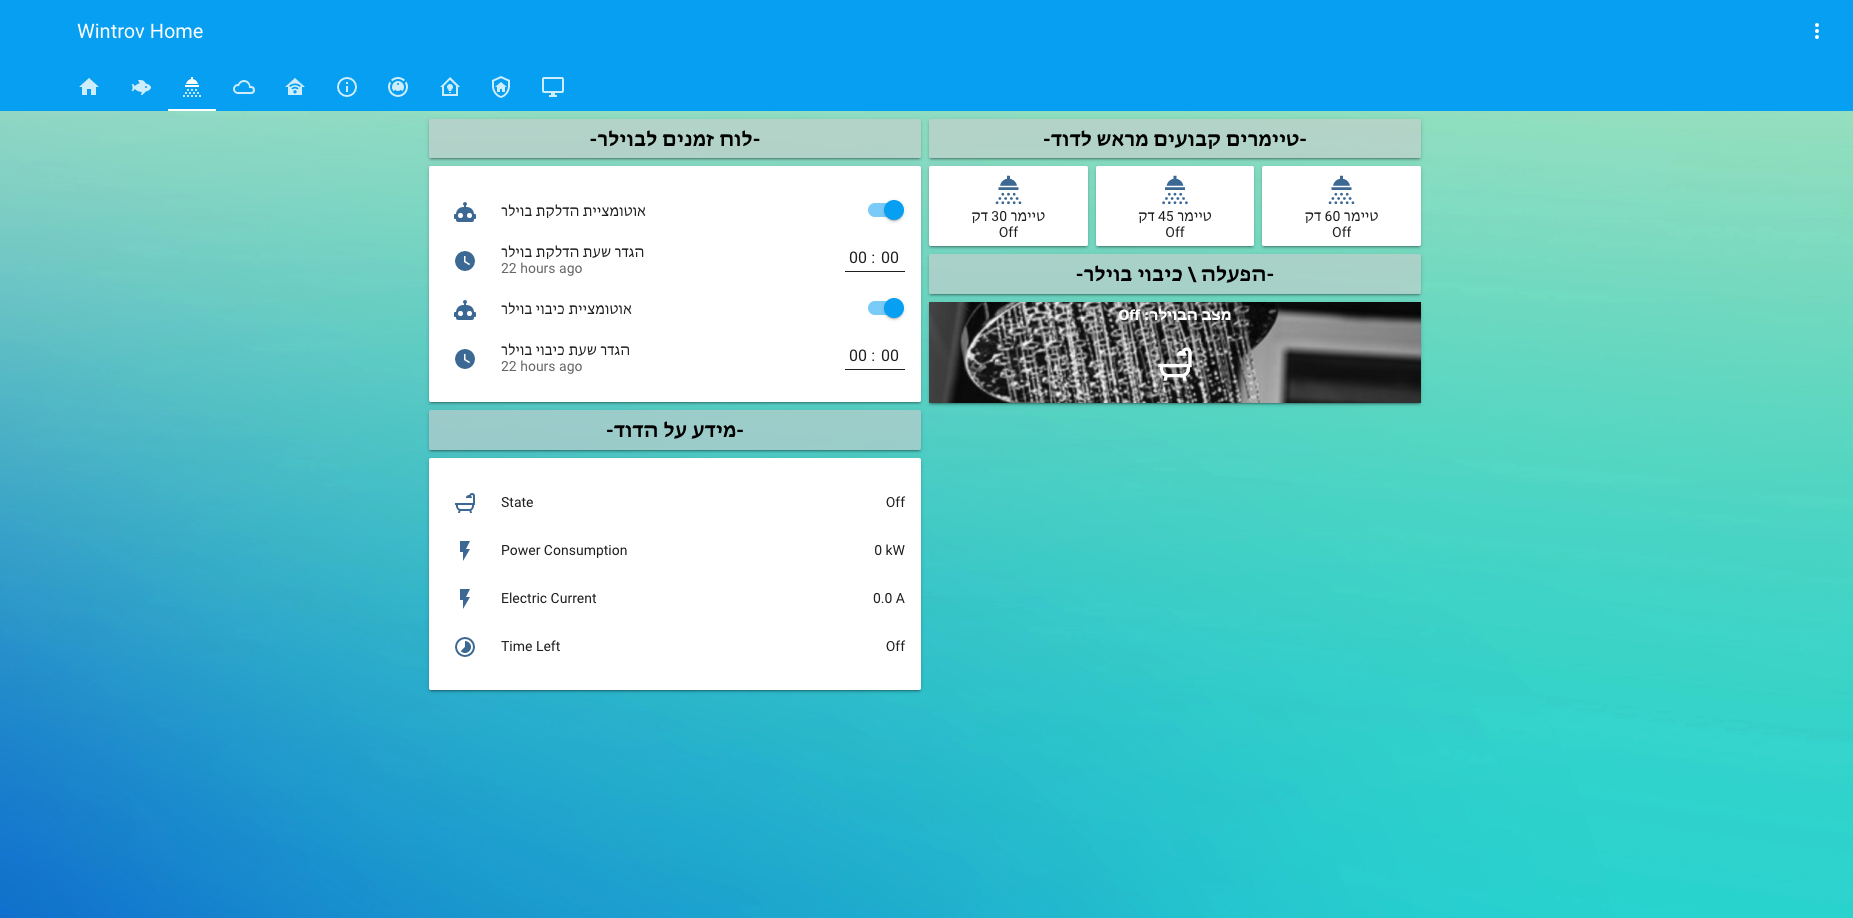 Wintrov Home
-לוח זמנים לבוילר-
אוטומציית הדלקת בוילר
הגדר שעת הדלקת בוילר
22 hours ago
00 : 00
אוטומציית כיבוי בוילר
הגדר שעת כיבוי בוילר
22 hours ago
00 : 00
-מידע על הדוד-
State
Off
Power Consumption
0 kW
Electric Current
0.0 A
Time Left
Off
-טיימרים קבועים מראש לדוד-
טיימר 30 דק
Off
טיימר 45 דק
Off
טיימר 60 דק
Off
-הפעלה \ כיבוי בוילר-
מצב הבוילר: Off